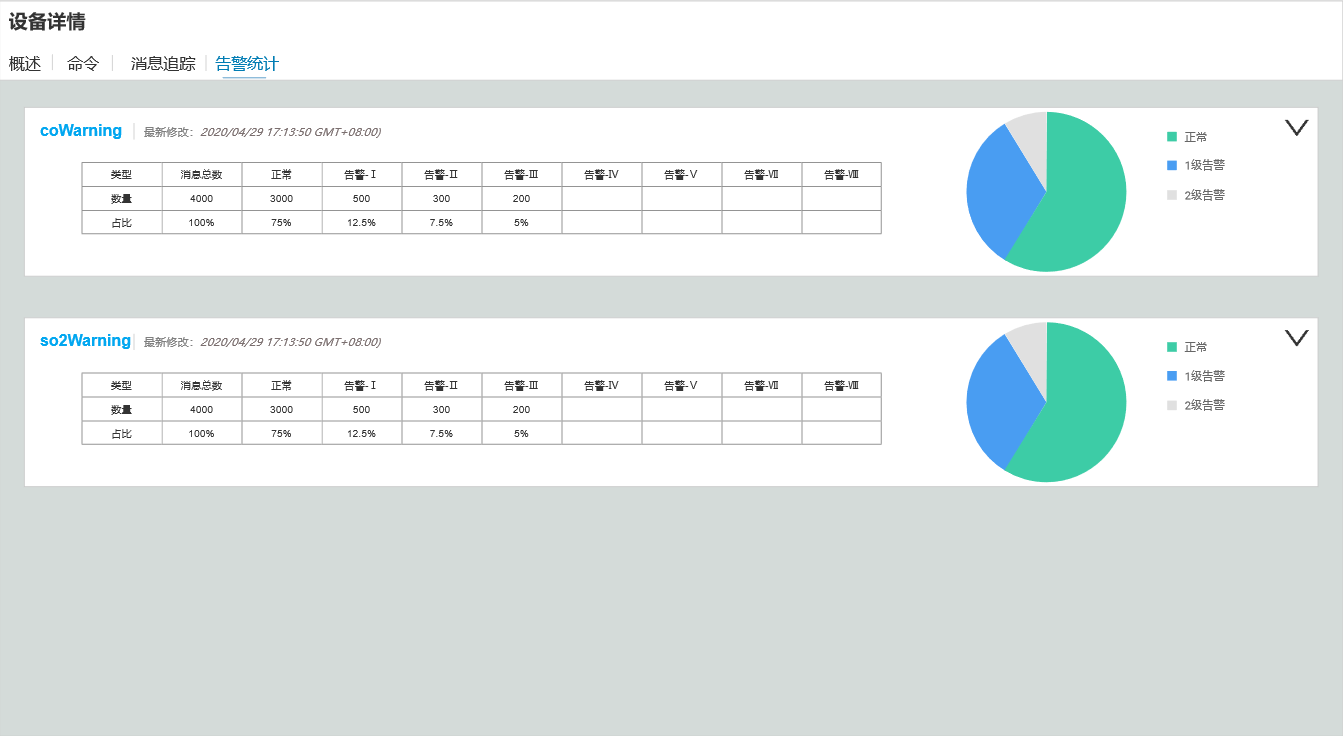 设备详情
概述 命令 消息追踪 告警统计
coWarning 最新修改: 2020/04/29 17:13:50 GMT+08:00)
类型 消息总数 正常 告警-Ⅰ 告警-Ⅱ 告警-Ⅲ 告警-Ⅳ 告警-Ⅴ 告警-Ⅶ 告警-Ⅷ
数量 4000 3000 500 300 200
占比 100% 75% 12.5% 7.5% 5%
正常
1级告警
2级告警
so2Warning 最新修改: 2020/04/29 17:13:50 GMT+08:00)
类型 消息总数 正常 告警-Ⅰ 告警-Ⅱ 告警-Ⅲ 告警-Ⅳ 告警-Ⅴ 告警-Ⅶ 告警-Ⅷ
数量 4000 3000 500 300 200
占比 100% 75% 12.5% 7.5% 5%
正常
1级告警
2级告警